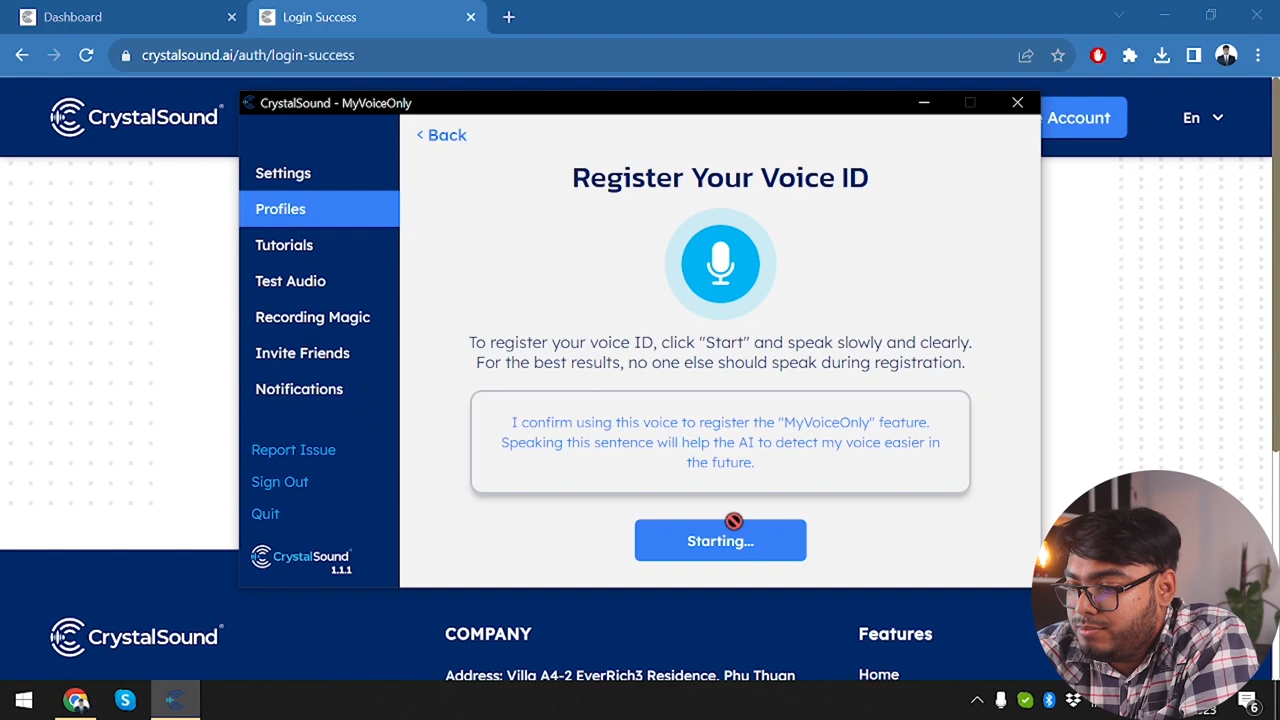 Dashboard
Login Success
crystalsound.ai/auth/login-success
CrystalSound
CrystalSound - MyVoiceOnly
Account
En
< Back
Settings
Profiles
Tutorials
Test Audio
Recording Magic
Invite Friends
Notifications
Report Issue
Sign Out
Quit
CrystalSound
1.1.1
Register Your Voice ID
To register your voice ID, click "Start" and speak slowly and clearly.
For the best results, no one else should speak during registration.
I confirm using this voice to register the "MyVoiceOnly" feature.
Speaking this sentence will help the AI to detect my voice easier in
the future.
Starting...
CrystalSound
COMPANY
Address: Villa A4-2 EverRich3 Residence, Phu Thuan
Features
Home
6